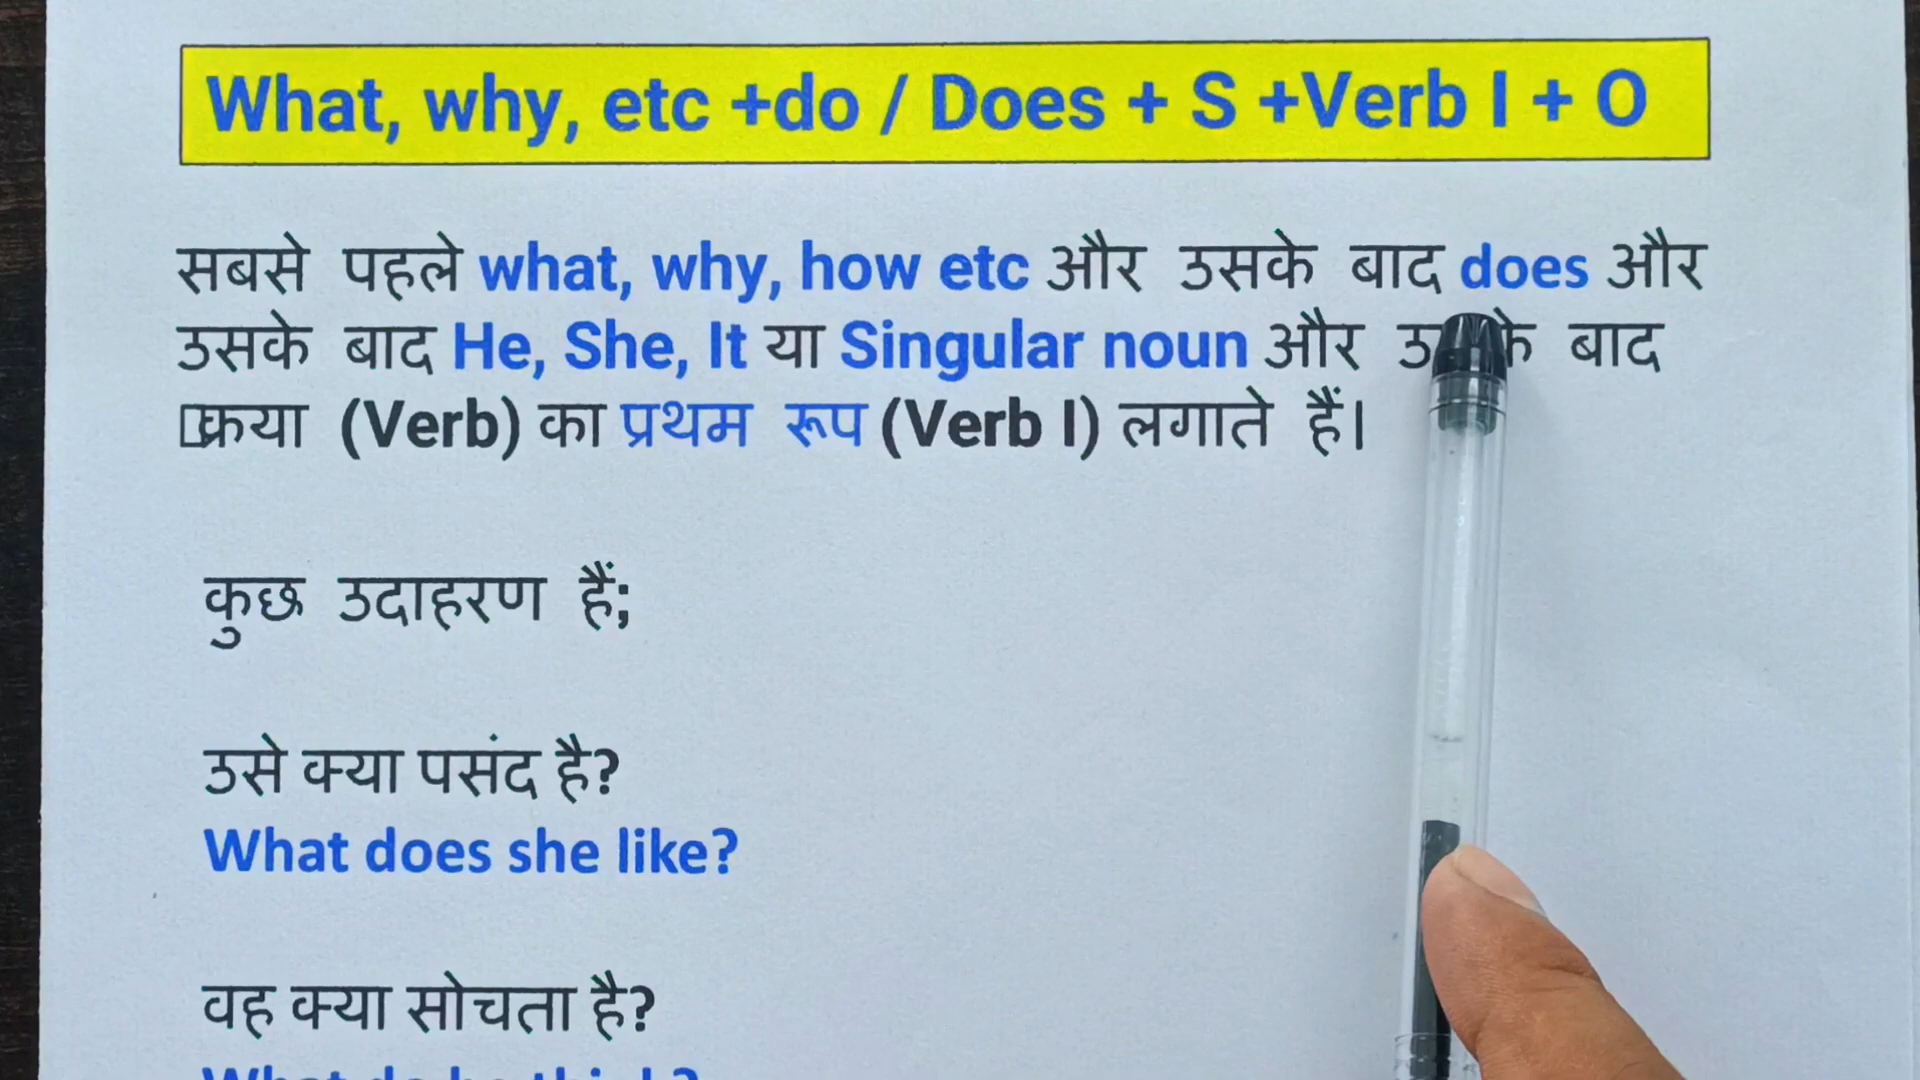 What, why, etc +do / Does + S +Verb I + O
सबसे पहले what, why, how etc और उसके बाद does और
उसके बाद He, She, It या Singular noun और के बाद
क्रया (Verb) का प्रथम रूप (Verb I) लगाते हैं।
कुछ उदाहरण हैं;
उसे क्या पसंद है?
What does she like?
वह क्या सोचता है?